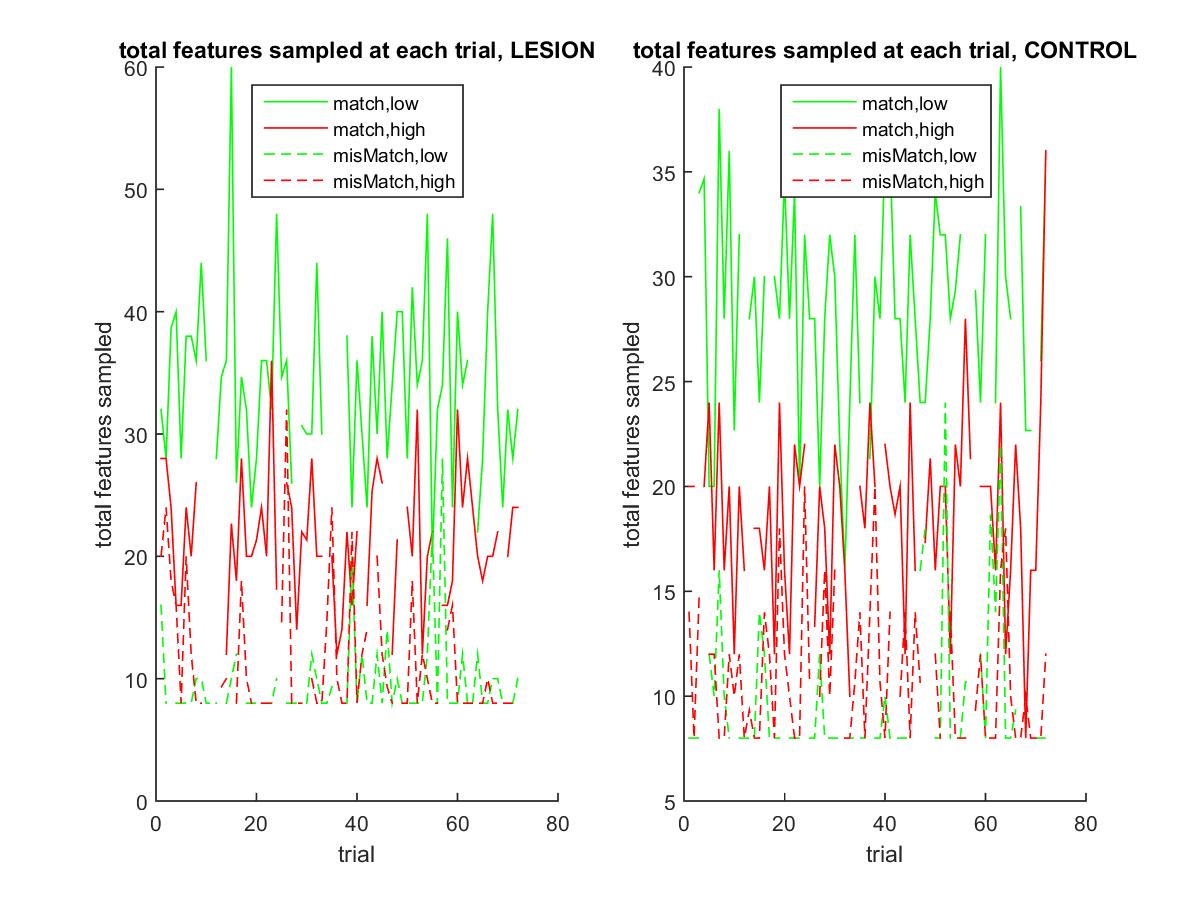 total features sampled at each trial, LESION
total features sampled
60
50
40
30
20
10
0
match,low
match,high
misMatch,low
misMatch,high
0 20 40 60 80
trial
total features sampled at each trial, CONTROL
total features sampled
40
35
30
25
20
15
10
5
match,low
match,high
misMatch,low
misMatch,high
0 20 40 60 80
trial